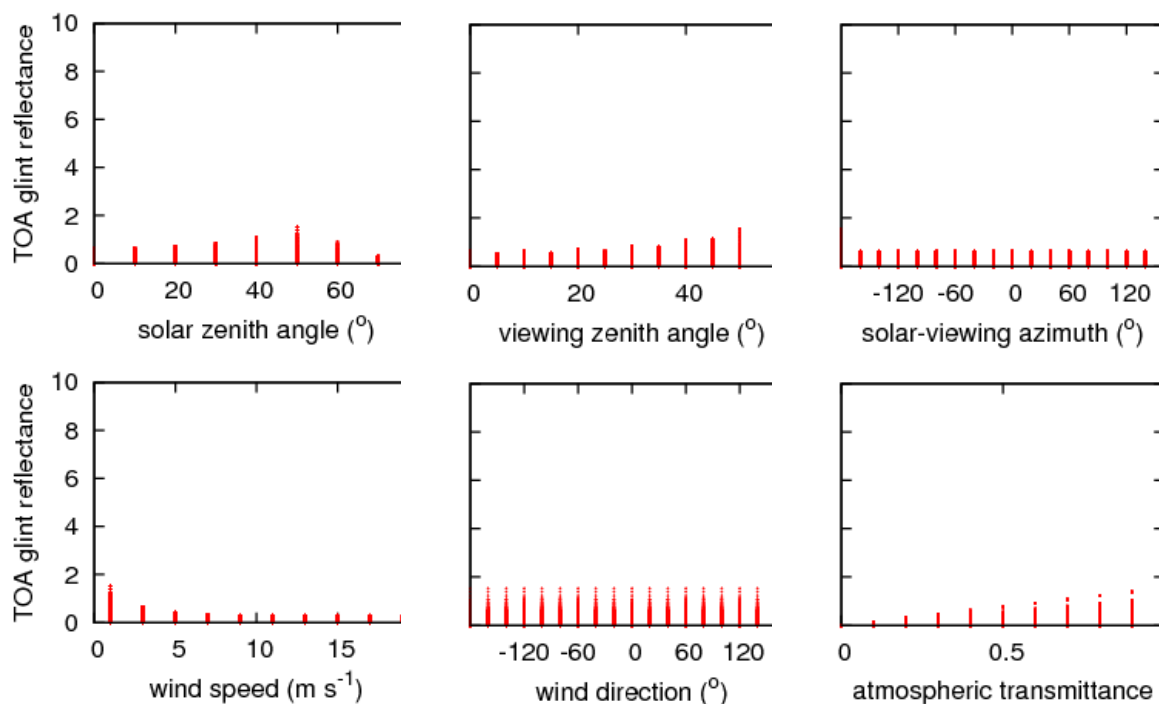 TOA glint reflectance
10
8
6
4
2
0
0 20 40 60
solar zenith angle (o)
0 20 40
viewing zenith angle (o)
-120 -60 0 60 120
solar-viewing azimuth (o)
TOA glint reflectance
10
8
6
4
2
0
0 5 10 15
wind speed (m s-1)
-120 -60 0 60 120
wind direction (o)
0 0.5
atmospheric transmittance